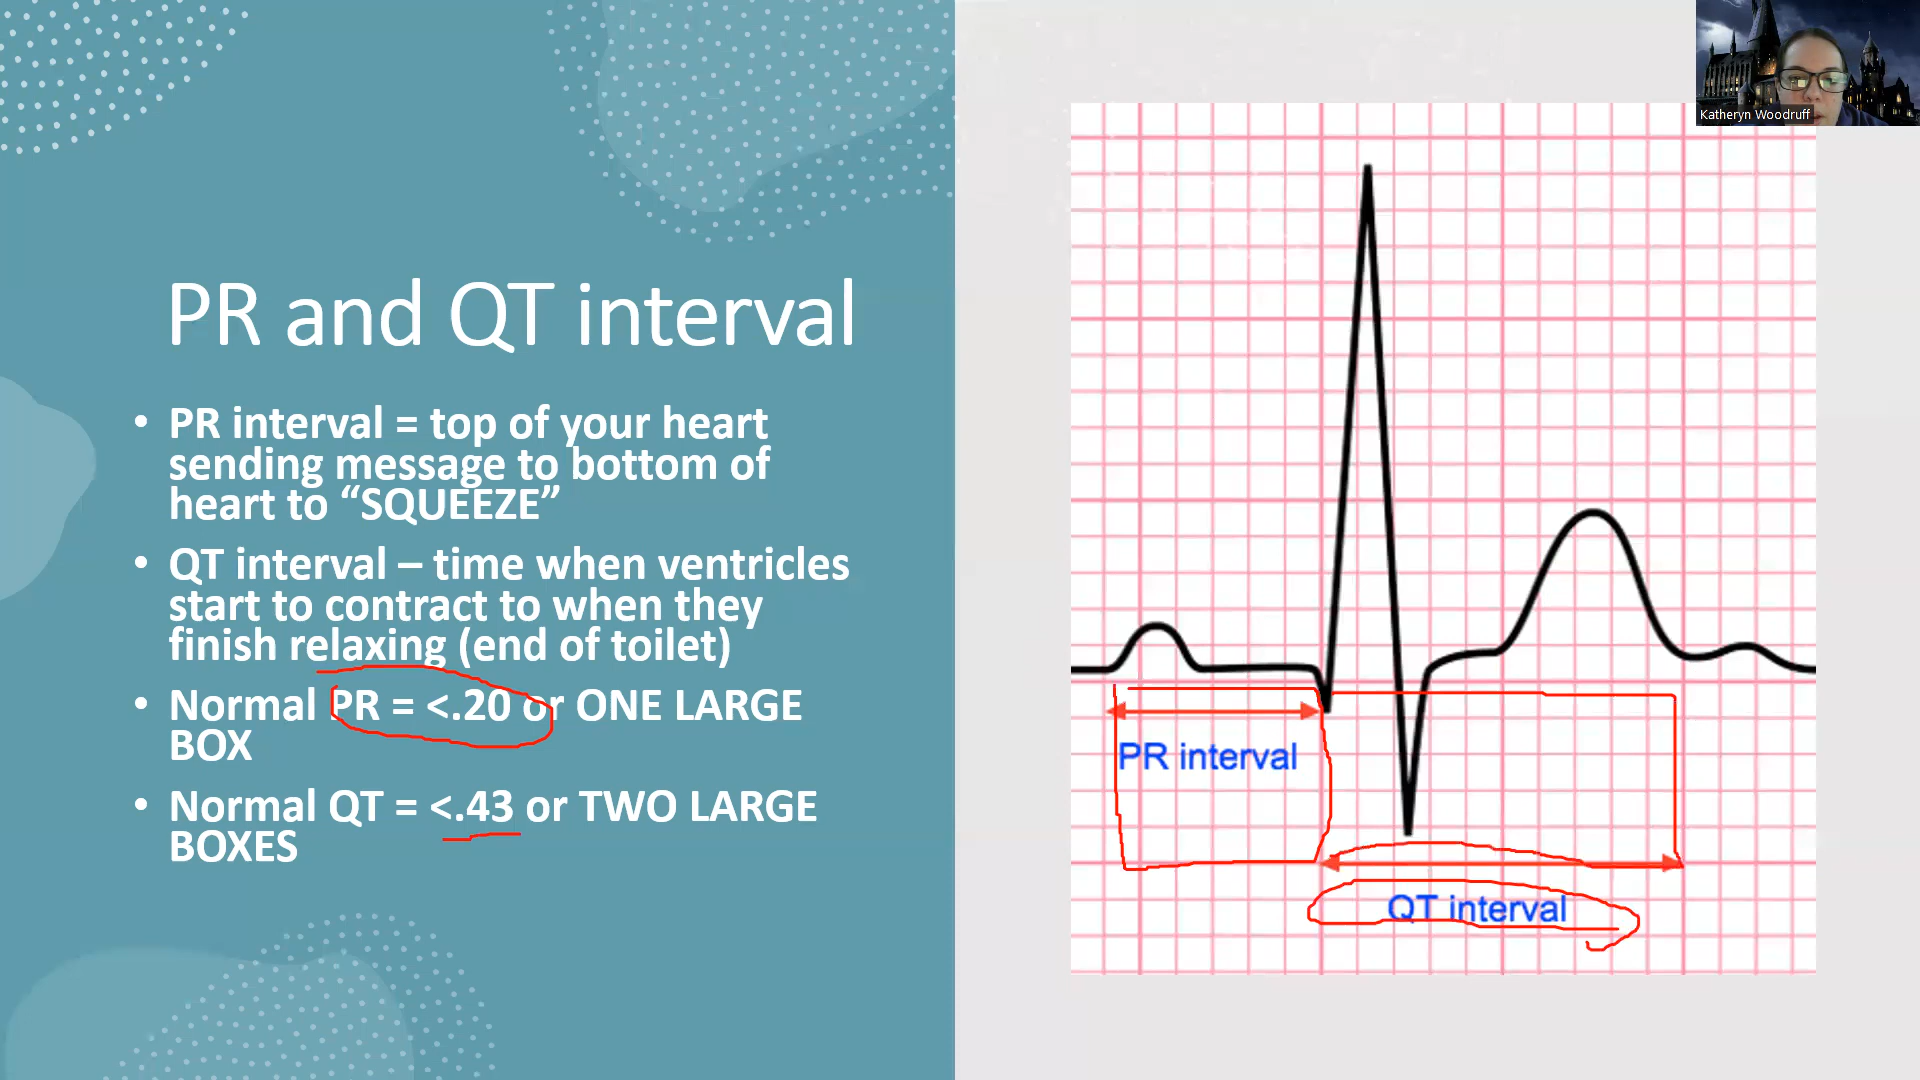 PR and QT interval
• PR interval = top of your heart
sending message to bottom of
heart to “SQUEEZE”
• QT interval – time when ventricles
start to contract to when they
finish relaxing (end of toilet)
• Normal PR = <.20 or ONE LARGE
BOX
• Normal QT = <.43 or TWO LARGE
BOXES
Katheryn Woodruff
PR interval
QT interval